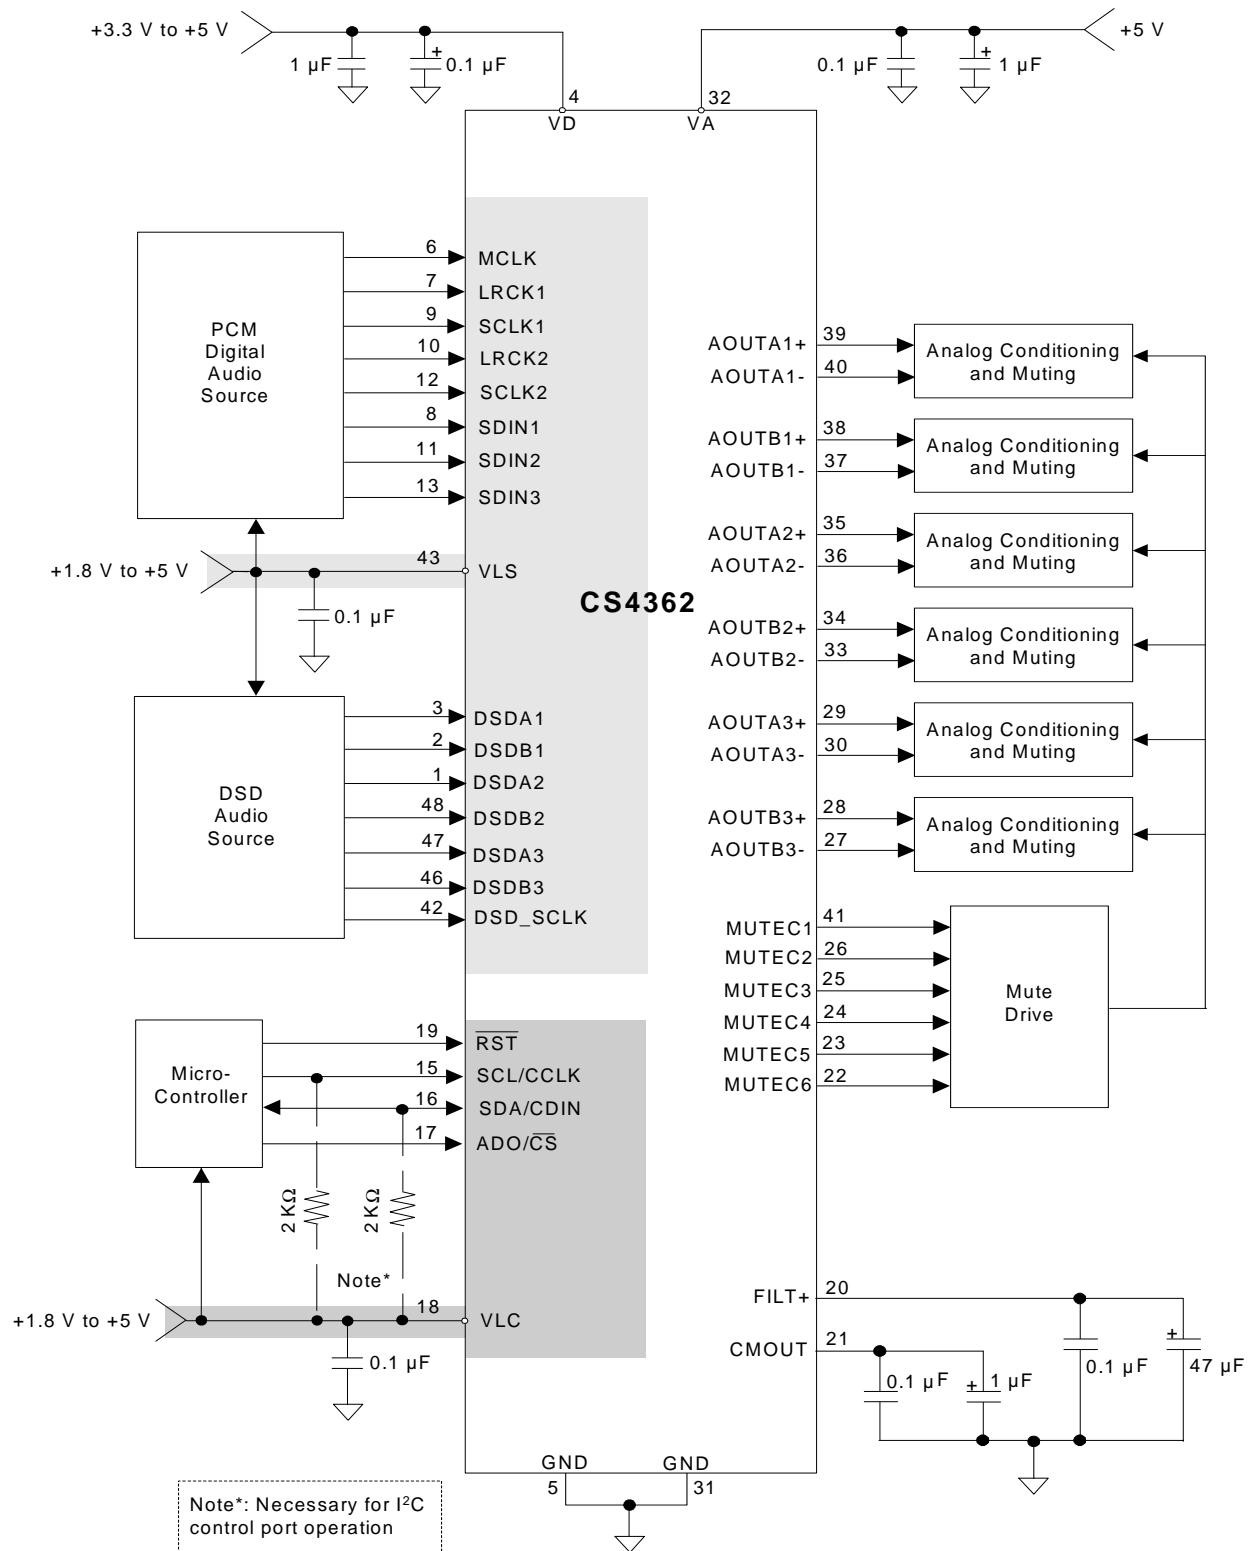 +3.3 V to +5 V
1 µF
+
0.1 µF
4
VD
+5 V
0.1 µF
+
1 µF
32
VA
PCM
Digital
Audio
Source
6
MCLK
7
LRCK1
9
SCLK1
10
LRCK2
12
SCLK2
8
SDIN1
11
SDIN2
13
SDIN3
+1.8 V to +5 V
43
VLS
0.1 µF
CS4362
DSD
Audio
Source
3
DSDA1
2
DSDB1
1
DSDA2
48
DSDB2
47
DSDA3
46
DSDB3
42
DSD_SCLK
Micro-
Controller
19
RST
15
SCL/CCLK
16
SDA/CDIN
17
ADO/CS
2 KΩ
2 KΩ
Note*
+1.8 V to +5 V
18
VLC
0.1 µF
AOUTA1+
39
AOUTA1-
40
Analog Conditioning
and Muting
AOUTB1+
38
AOUTB1-
37
Analog Conditioning
and Muting
AOUTA2+
35
AOUTA2-
36
Analog Conditioning
and Muting
AOUTB2+
34
AOUTB2-
33
Analog Conditioning
and Muting
AOUTA3+
29
AOUTA3-
30
Analog Conditioning
and Muting
AOUTB3+
28
AOUTB3-
27
Analog Conditioning
and Muting
MUTEC1
41
MUTEC2
26
MUTEC3
25
MUTEC4
24
MUTEC5
23
MUTEC6
22
Mute
Drive
FILT+
20
CMOUT
21
0.1 µF
+
1 µF
0.1 µF
+
47 µF
GND
5
GND
31
Note*: Necessary for I²C
control port operation